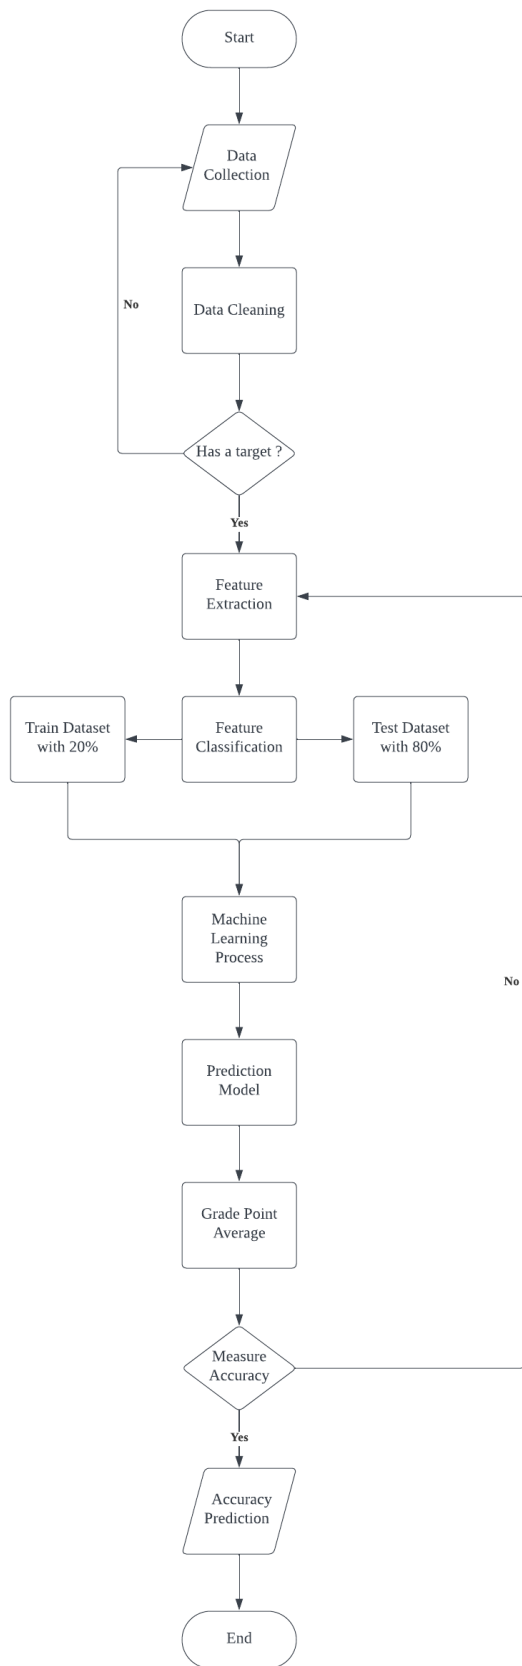 Start
Data
Collection
No
Data Cleaning
Has a target ?
Yes
Feature
Extraction
Train Dataset
with 20%
Feature
Classification
Test Dataset
with 80%
Machine
Learning
Process
No
Prediction
Model
Grade Point
Average
Measure
Accuracy
Yes
Accuracy
Prediction
End